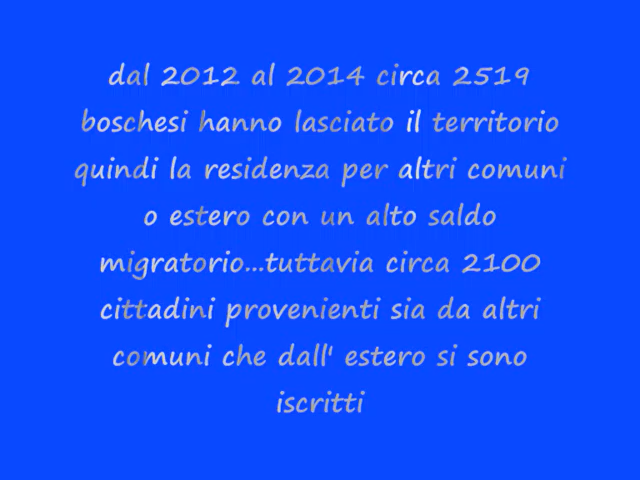 dal 2012 al 2014 circa 2519
boschesi hanno lasciato il territorio
quindi la residenza per altri comuni
o estero con un alto saldo
migratorio...tuttavia circa 2100
cittadini provenienti sia da altri
comuni che dall' estero si sono
iscritti